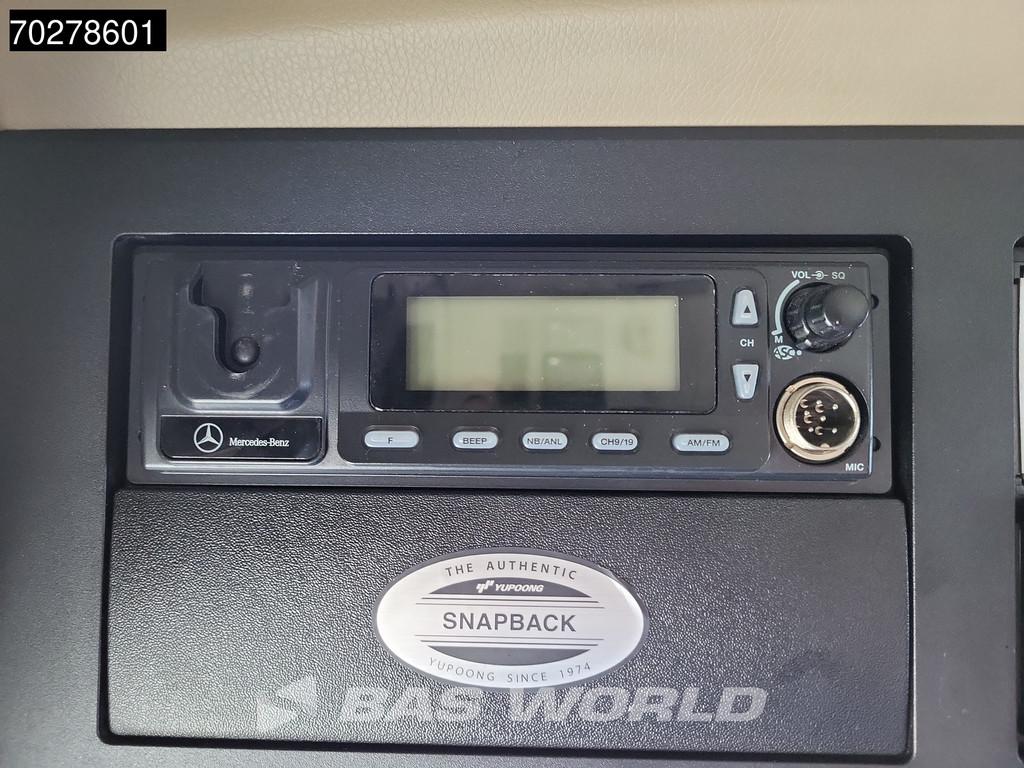 70278601
VOL SQ
M
ASC
CH
Mercedes-Benz
F
BEEP
NB/ANL
CH9/19
AM/FM
MIC
THE AUTHENTIC
YUPOONG
SNAPBACK
YUPOONG SINCE 1974
BAS WORLD